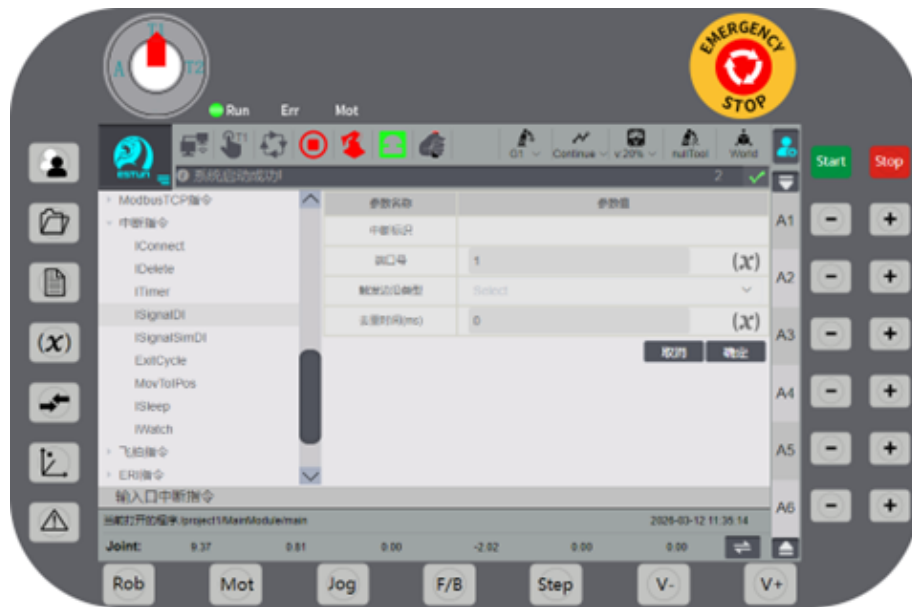 T1
A T2
EMERGENCY
STOP
Run Err Mot
T1
G1 Continue v:20% nullTool World
ESTUN
系统启动成功! 2
Start Stop
ModbusTCP指令
中断指令
IConnect
IDelete
ITimer
ISignalDI
ISignalSimDI
ExitCycle
MovToIPos
ISleep
IWatch
飞拍指令
ERI指令
参数名称 参数值
中断标识
端口号 1 (x)
触发边沿类型 Select
去重时间(ms) 0 (x)
取消 确定
(x)
A1 - +
A2 - +
A3 - +
A4 - +
A5 - +
A6 - +
输入口中断指令
当前打开的程序:/project1/MainModule/main 2026-03-12 11:35:14
Joint: 9.37 0.81 0.00 -2.02 0.00 0.00
Rob Mot Jog F/B Step V- V+